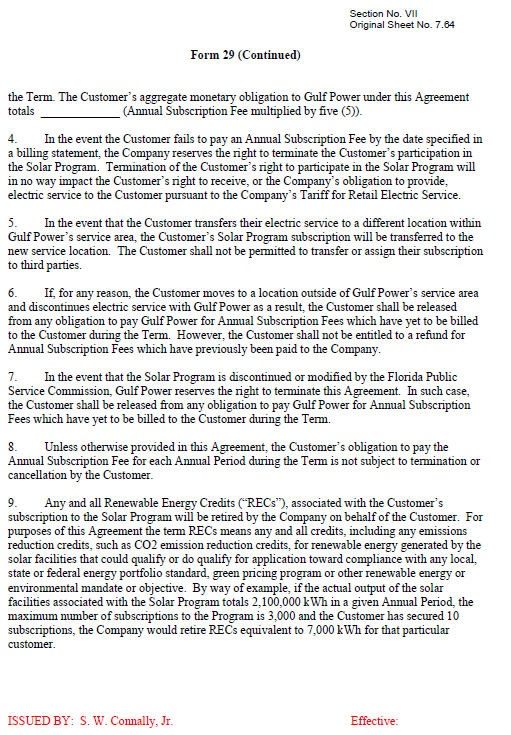 Section No. VII
Original Sheet No. 7.64
Form 29 (Continued)
the Term. The Customer's aggregate monetary obligation to Gulf Power under this Agreement
totals ______________ (Annual Subscription Fee multiplied by five (5)).
4. In the event the Customer fails to pay an Annual Subscription Fee by the date specified in
a billing statement, the Company reserves the right to terminate the Customer's participation in
the Solar Program. Termination of the Customer's right to participate in the Solar Program will
in no way impact the Customer's right to receive, or the Company's obligation to provide,
electric service to the Customer pursuant to the Company's Tariff for Retail Electric Service.
5. In the event that the Customer transfers their electric service to a different location within
Gulf Power's service area, the Customer's Solar Program subscription will be transferred to the
new service location. The Customer shall not be permitted to transfer or assign their subscription
to third parties.
6. If, for any reason, the Customer moves to a location outside of Gulf Power's service area
and discontinues electric service with Gulf Power as a result, the Customer shall be released
from any obligation to pay Gulf Power for Annual Subscription Fees which have yet to be billed
to the Customer during the Term. However, the Customer shall not be entitled to a refund for
Annual Subscription Fees which have previously been paid to the Company.
7. In the event that the Solar Program is discontinued or modified by the Florida Public
Service Commission, Gulf Power reserves the right to terminate this Agreement. In such case,
the Customer shall be released from any obligation to pay Gulf Power for Annual Subscription
Fees which have yet to be billed to the Customer during the Term.
8. Unless otherwise provided in this Agreement, the Customer's obligation to pay the
Annual Subscription Fee for each Annual Period during the Term is not subject to termination or
cancellation by the Customer.
9. Any and all Renewable Energy Credits ("RECs"), associated with the Customer's
subscription to the Solar Program will be retired by the Company on behalf of the Customer. For
purposes of this Agreement the term RECs means any and all credits, including any emissions
reduction credits, such as CO2 emission reduction credits, for renewable energy generated by the
solar facilities that could qualify or do qualify for application toward compliance with any local,
state or federal energy portfolio standard, green pricing program or other renewable energy or
environmental mandate or objective. By way of example, if the actual output of the solar
facilities associated with the Solar Program totals 2,100,000 kWh in a given Annual Period, the
maximum number of subscriptions to the Program is 3,000 and the Customer has secured 10
subscriptions, the Company would retire RECs equivalent to 7,000 kWh for that particular
customer.
ISSUED BY: S. W. Connally, Jr. Effective: